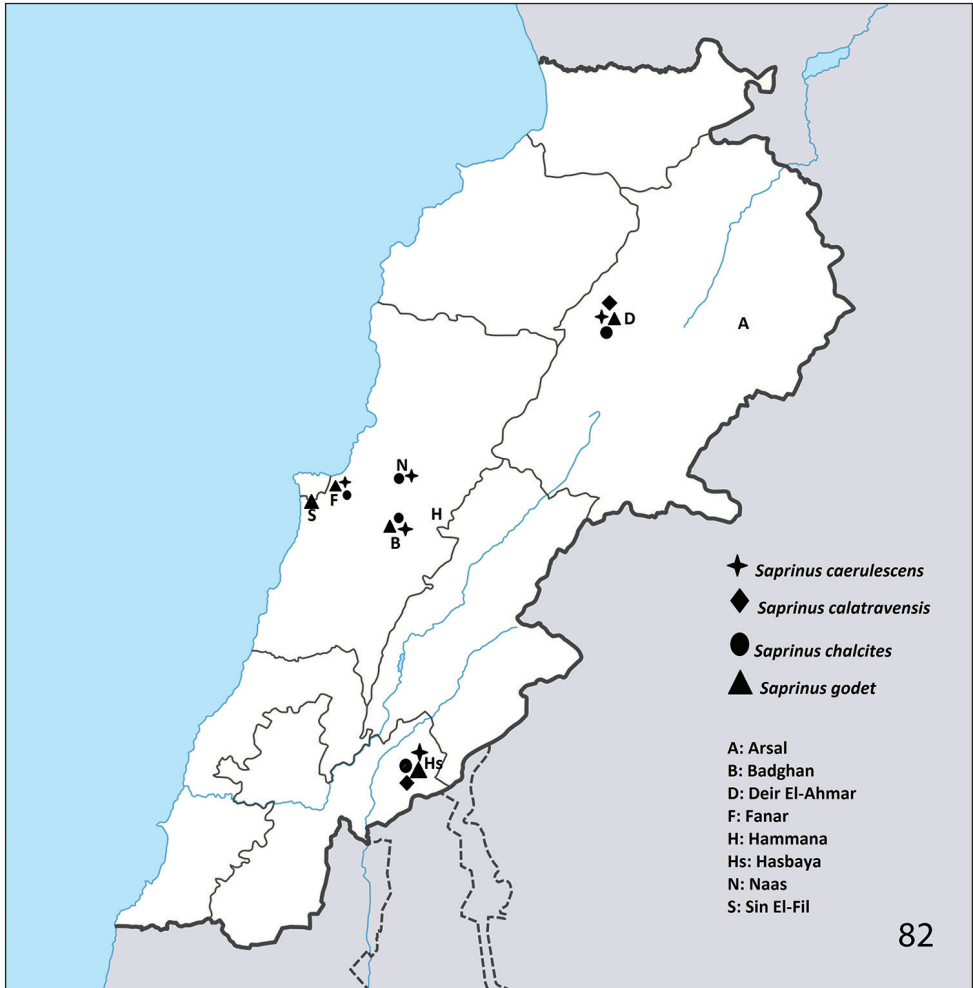 D
A
N
F
S
H
B
Saprinus caerulescens
Saprinus calatravensis
Saprinus chalcites
Saprinus godet
Hs
A: Arsal
B: Badghan
D: Deir El-Ahmar
F: Fanar
H: Hammana
Hs: Hasbaya
N: Naas
S: Sin El-Fil
82